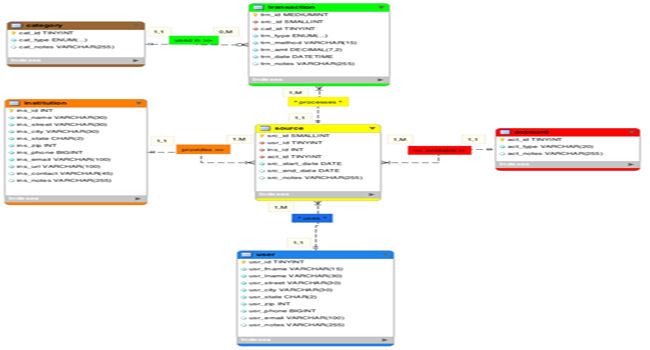 category
cat_id TINYINT
cat_type ENUM(...)
cat_notes VARCHAR(255)
Indexes
1,1
0,M
used in >>
transaction
trn_id MEDIUMINT
src_id SMALLINT
cat_id TINYINT
trn_type ENUM(...)
trn_method VARCHAR(15)
trn_amt DECIMAL(7,2)
trn_date DATETIME
trn_notes VARCHAR(255)
Indexes
1,M
^ processes ^
1,1
institution
ins_id INT
ins_name VARCHAR(30)
ins_street VARCHAR(30)
ins_city VARCHAR(30)
ins_state CHAR(2)
ins_zip INT
ins_phone BIGINT
ins_email VARCHAR(100)
ins_url VARCHAR(100)
ins_contact VARCHAR(45)
ins_notes VARCHAR(255)
Indexes
1,1
1,M
provides >>
source
src_id SMALLINT
usr_id TINYINT
ins_id INT
act_id TINYINT
src_start_date DATE
src_end_date DATE
src_notes VARCHAR(255)
Indexes
1,M
1,1
account
act_id TINYINT
act_type VARCHAR(20)
act_notes VARCHAR(255)
Indexes
1,M
^ uses ^
1,1
user
usr_id TINYINT
usr_fname VARCHAR(15)
usr_lname VARCHAR(30)
usr_street VARCHAR(30)
usr_city VARCHAR(30)
usr_state CHAR(2)
usr_zip INT
usr_phone BIGINT
usr_email VARCHAR(100)
usr_notes VARCHAR(255)
Indexes